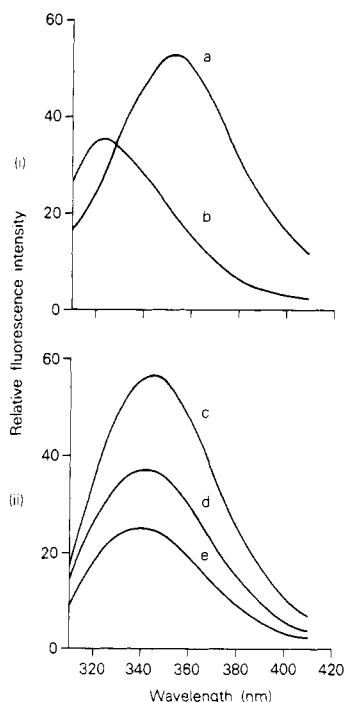 60
40
20
0
(i)
a
b
Relative fluorescence intensity
60
40
20
0
(ii)
c
d
e
320 340 360 380 400 420
Wavelength (nm)